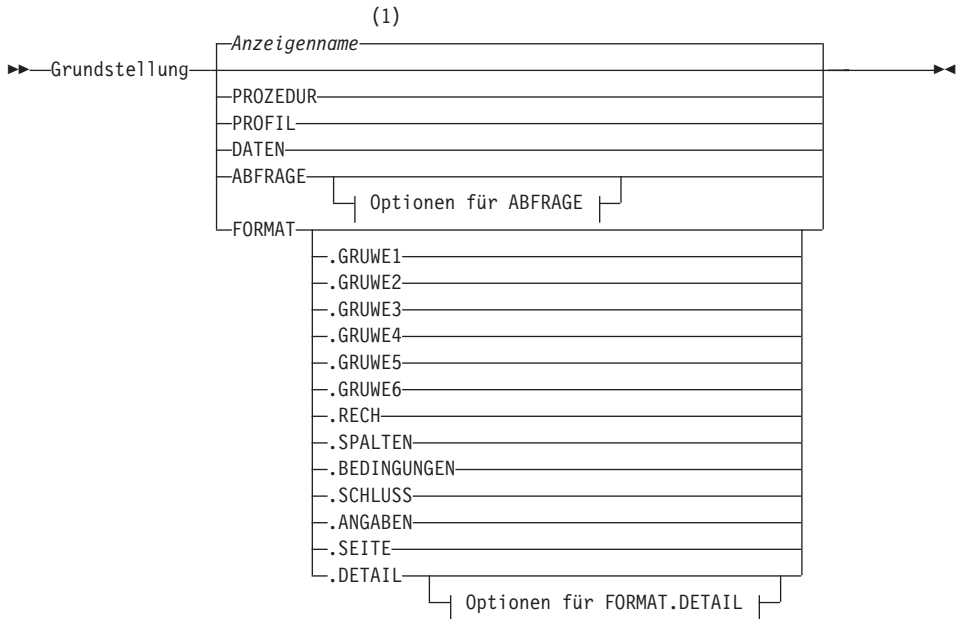 (1)
Anzeigenname
Grundstellung
PROZEDUR
PROFIL
DATEN
ABFRAGE
Optionen für ABFRAGE
FORMAT
.GRUWE1
.GRUWE2
.GRUWE3
.GRUWE4
.GRUWE5
.GRUWE6
.RECH
.SPALTEN
.BEDINGUNGEN
.SCHLUSS
.ANGABEN
.SEITE
.DETAIL
Optionen für FORMAT.DETAIL